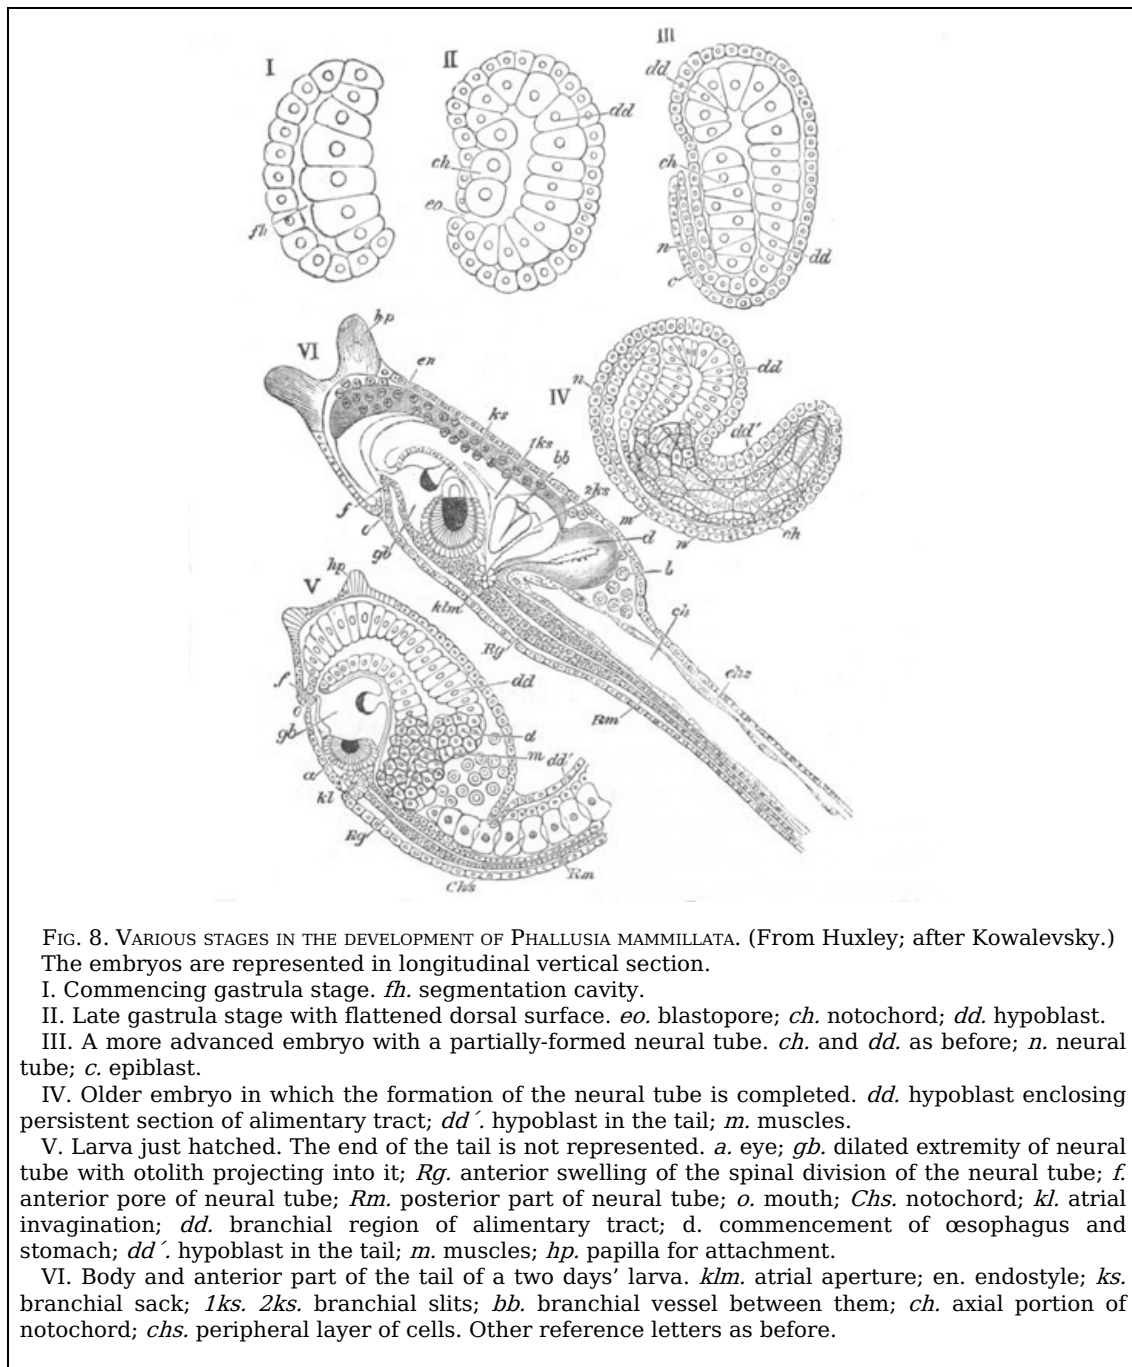 I
II
III
dd
dd
ch
ch
eo
fh
n
c
dd
hp
VI
en
ks
1ks
bb
2ks
f
o
gb
d
l
klm
ch
Rg
chs
Rm
IV
n
dd
dd′
m
n
ch
hp
V
f
o
gb
a
kl
Rg
dd
d
m
dd′
Rm
Chs
FIG. 8. VARIOUS STAGES IN THE DEVELOPMENT OF PHALLUSIA MAMMILLATA. (From Huxley; after Kowalevsky.)
The embryos are represented in longitudinal vertical section.
I. Commencing gastrula stage. fh. segmentation cavity.
II. Late gastrula stage with flattened dorsal surface. eo. blastopore; ch. notochord; dd. hypoblast.
III. A more advanced embryo with a partially-formed neural tube. ch. and dd. as before; n. neural
tube; c. epiblast.
IV. Older embryo in which the formation of the neural tube is completed. dd. hypoblast enclosing
persistent section of alimentary tract; dd´. hypoblast in the tail; m. muscles.
V. Larva just hatched. The end of the tail is not represented. a. eye; gb. dilated extremity of neural
tube with otolith projecting into it; Rg. anterior swelling of the spinal division of the neural tube; f.
anterior pore of neural tube; Rm. posterior part of neural tube; o. mouth; Chs. notochord; kl. atrial
invagination; dd. branchial region of alimentary tract; d. commencement of œsophagus and
stomach; dd´. hypoblast in the tail; m. muscles; hp. papilla for attachment.
VI. Body and anterior part of the tail of a two days’ larva. klm. atrial aperture; en. endostyle; ks.
branchial sack; 1ks. 2ks. branchial slits; bb. branchial vessel between them; ch. axial portion of
notochord; chs. peripheral layer of cells. Other reference letters as before.